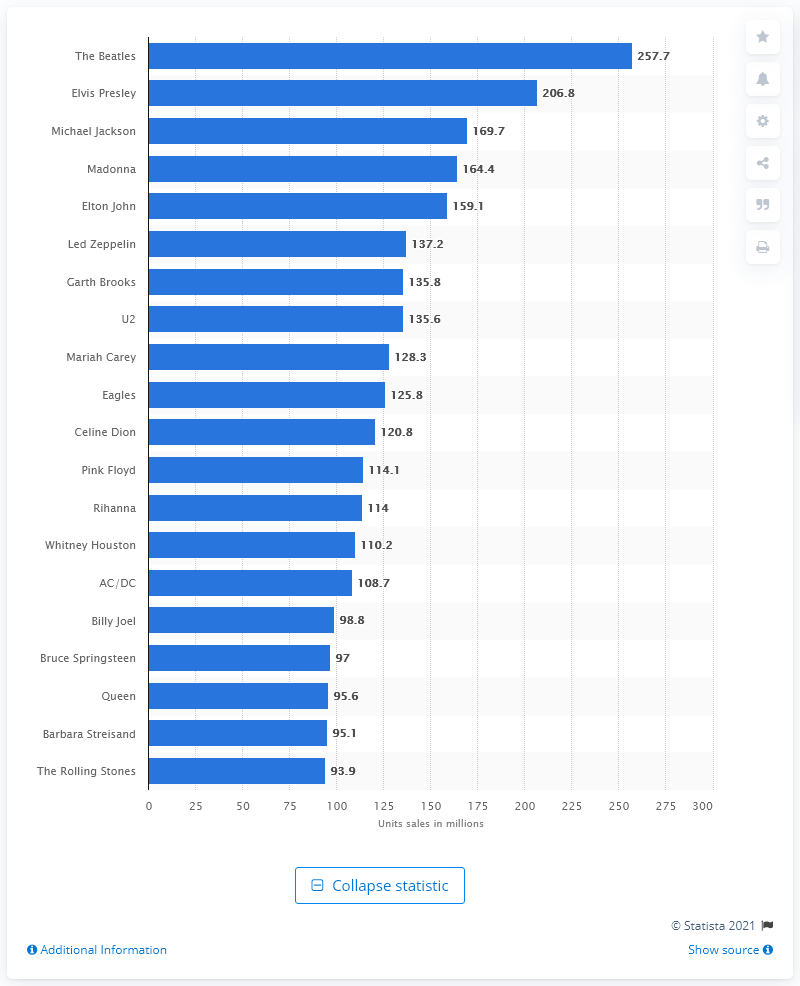 The Beatles 257.7
Elvis Presley 206.8
Michael Jackson 169.7
Madonna 164.4
Elton John 159.1
Led Zeppelin 137.2
Garth Brooks 135.8
U2 135.6
Mariah Carey 128.3
Eagles 125.8
Celine Dion 120.8
Pink Floyd 114.1
Rihanna 114
Whitney Houston 110.2
AC/DC 108.7
Billy Joel 98.8
Bruce Springsteen 97
Queen 95.6
Barbara Streisand 95.1
The Rolling Stones 93.9
0 25 50 75 100 125 150 175 200 225 250 275 300
Units sales in millions
Collapse statistic
© Statista 2021
Additional Information Show source